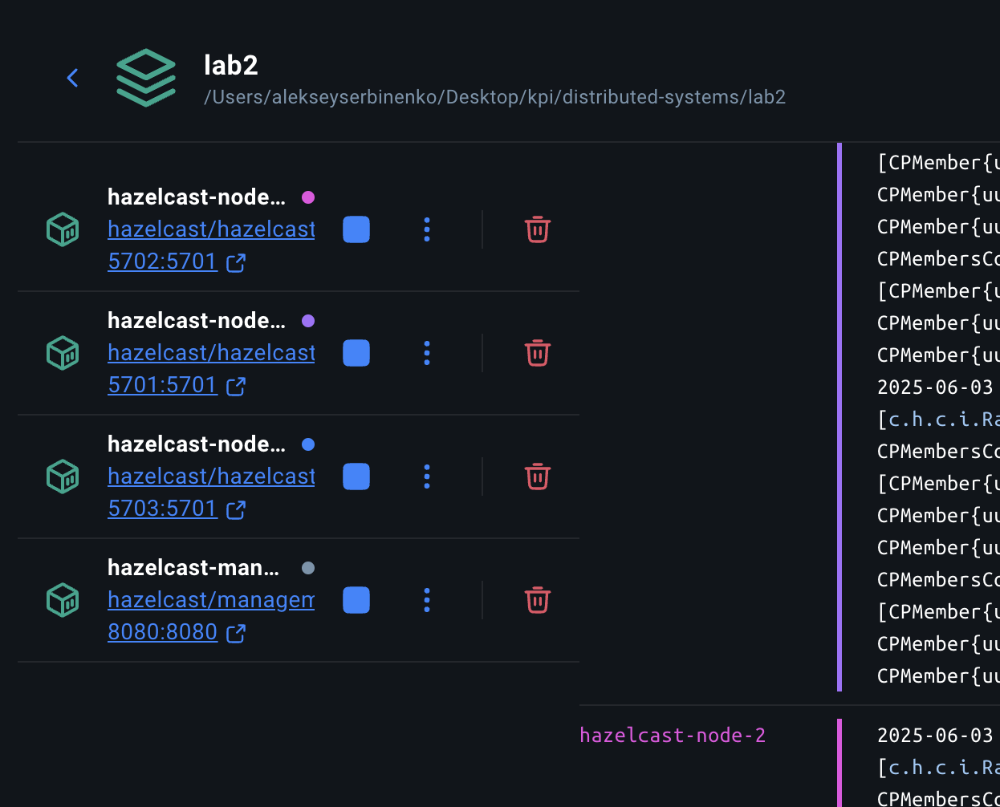 lab2
/Users/alekseyserbinenko/Desktop/kpi/distributed-systems/lab2
hazelcast-node...
hazelcast/hazelcast
5702:5701
hazelcast-node...
hazelcast/hazelcast
5701:5701
hazelcast-node...
hazelcast/hazelcast
5703:5701
hazelcast-man...
hazelcast/managem
8080:8080
[CPMember{u
CPMember{uu
CPMember{uu
CPMembersCo
[CPMember{u
CPMember{uu
CPMember{uu
2025-06-03
[c.h.c.i.Ra
CPMembersCo
[CPMember{u
CPMember{uu
CPMember{uu
CPMembersCo
[CPMember{u
CPMember{uu
CPMember{uu
hazelcast-node-2
2025-06-03
[c.h.c.i.Ra
CPMembersCo